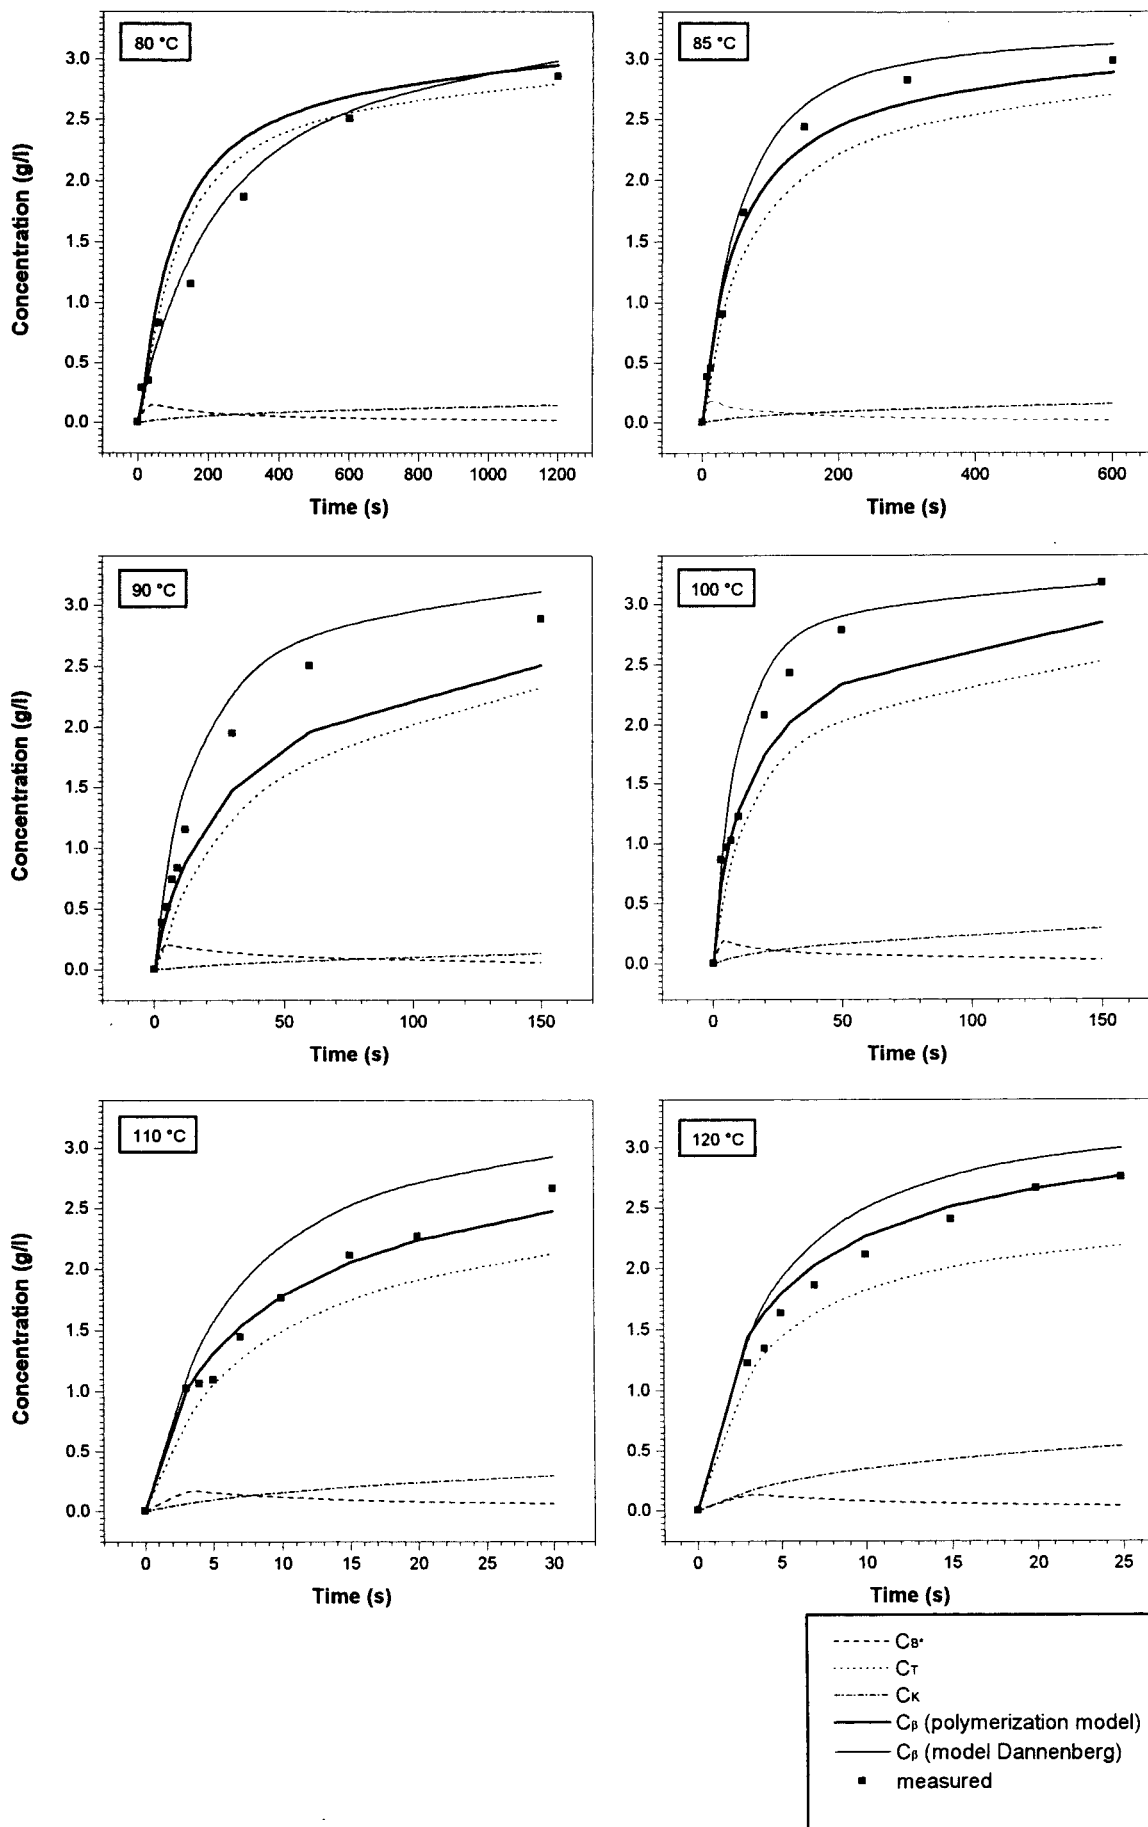 80 °C
85 °C
Concentration (g/l)
3.0
2.5
2.0
1.5
1.0
0.5
0.0
0 200 400 600 800 1000 1200
Time (s)
3.0
2.5
2.0
1.5
1.0
0.5
0.0
0 200 400 600
Time (s)
90 °C
100 °C
Concentration (g/l)
3.0
2.5
2.0
1.5
1.0
0.5
0.0
0 50 100 150
Time (s)
3.0
2.5
2.0
1.5
1.0
0.5
0.0
0 50 100 150
Time (s)
110 °C
120 °C
Concentration (g/l)
3.0
2.5
2.0
1.5
1.0
0.5
0.0
0 5 10 15 20 25 30
Time (s)
3.0
2.5
2.0
1.5
1.0
0.5
0.0
0 5 10 15 20 25
Time (s)
CB*
CT
CK
Cβ (polymerization model)
Cβ (model Dannenberg)
measured